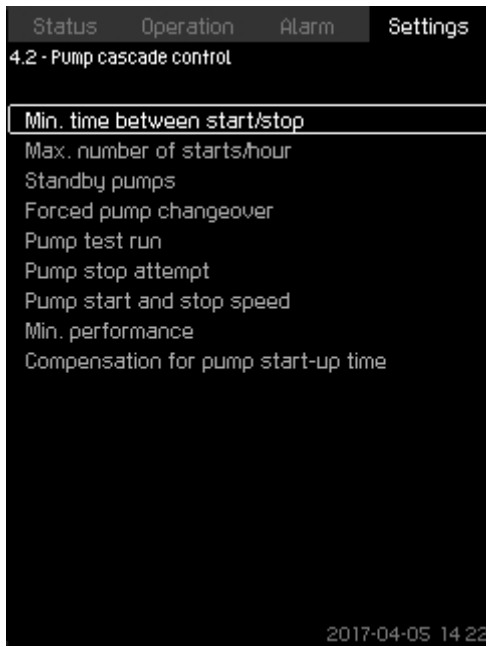 Status Operation Alarm Settings
4.2 - Pump cascade control
Min. time between start/stop
Max. number of starts/hour
Standby pumps
Forced pump changeover
Pump test run
Pump stop attempt
Pump start and stop speed
Min. performance
Compensation for pump start-up time
2017-04-05 14:22